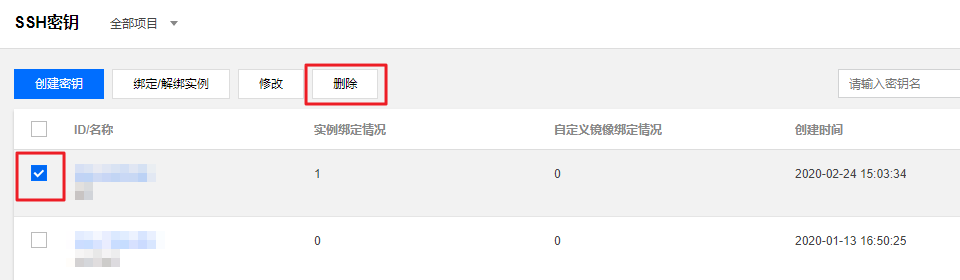 SSH密钥 全部项目
创建密钥 绑定/解绑实例 修改 删除 请输入密钥名
ID/名称 实例绑定情况 自定义镜像绑定情况 创建时间
1 0 2020-02-24 15:03:34
0 0 2020-01-13 16:50:25